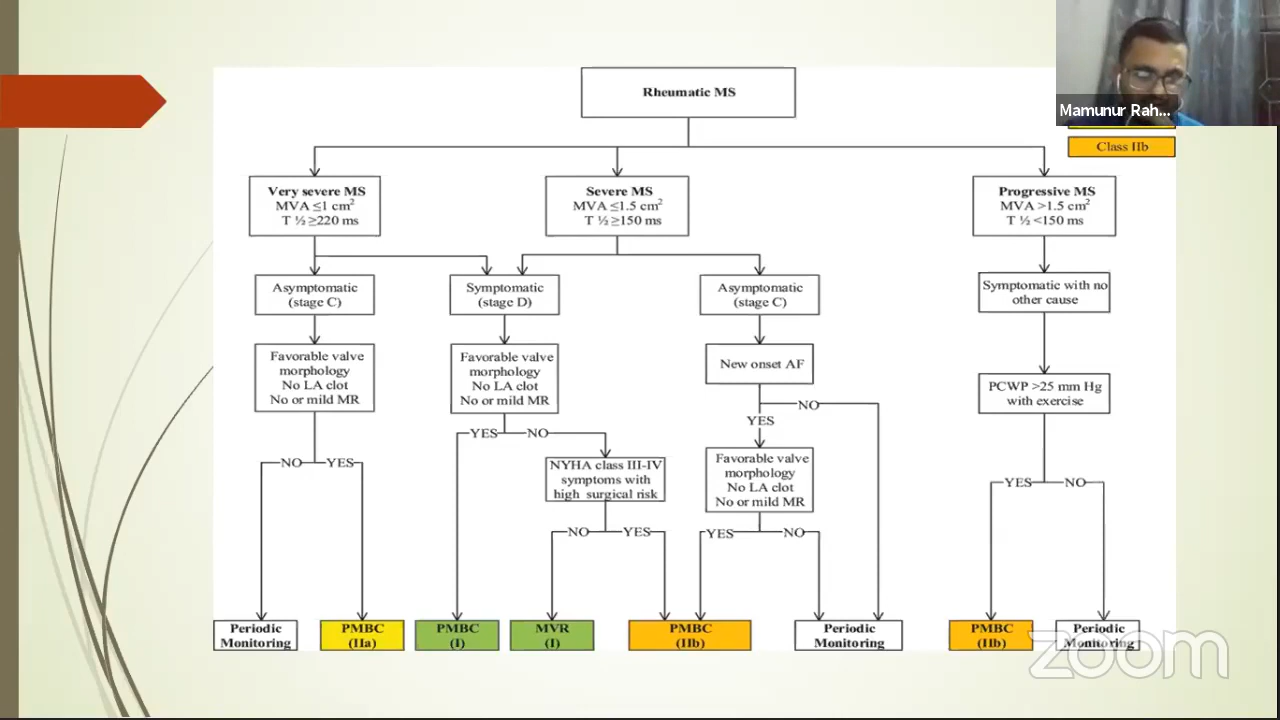 Mamunur Rah...
Class IIb
Rheumatic MS
Very severe MS
MVA ≤1 cm²
T ½ ≥220 ms
Severe MS
MVA ≤1.5 cm²
T ½ ≥150 ms
Progressive MS
MVA >1.5 cm²
T ½ <150 ms
Asymptomatic
(stage C)
Symptomatic
(stage D)
Asymptomatic
(stage C)
Symptomatic with no
other cause
Favorable valve
morphology
No LA clot
No or mild MR
Favorable valve
morphology
No LA clot
No or mild MR
New onset AF
PCWP >25 mm Hg
with exercise
NO
YES
YES
NO
NO
YES
NYHA class III-IV
symptoms with
high surgical risk
Favorable valve
morphology
No LA clot
No or mild MR
NO
YES
YES
NO
YES
NO
Periodic
Monitoring
PMBC
(IIa)
PMBC
(I)
MVR
(I)
PMBC
(IIb)
Periodic
Monitoring
PMBC
(IIb)
Periodic
Monitoring
zoom